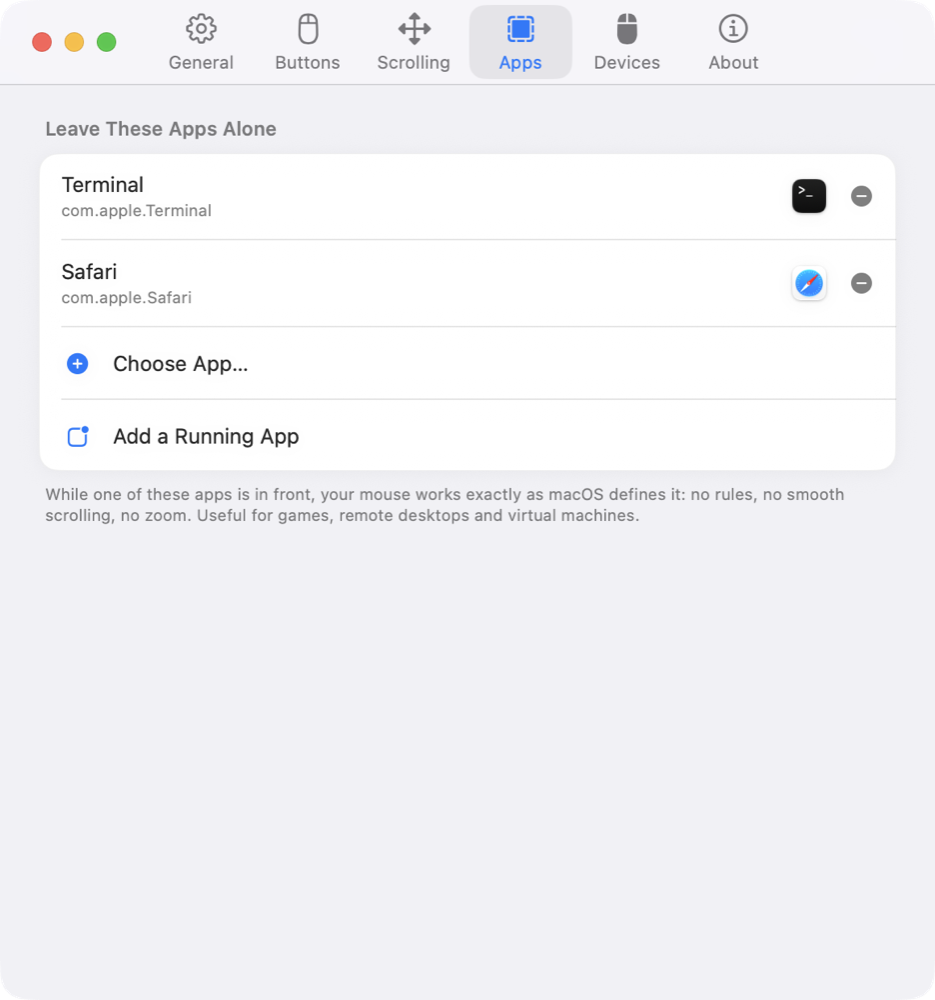 General
Buttons
Scrolling
Apps
Devices
About
Leave These Apps Alone
Terminal
com.apple.Terminal
>_
Safari
com.apple.Safari
Choose App...
Add a Running App
While one of these apps is in front, your mouse works exactly as macOS defines it: no rules, no smooth
scrolling, no zoom. Useful for games, remote desktops and virtual machines.